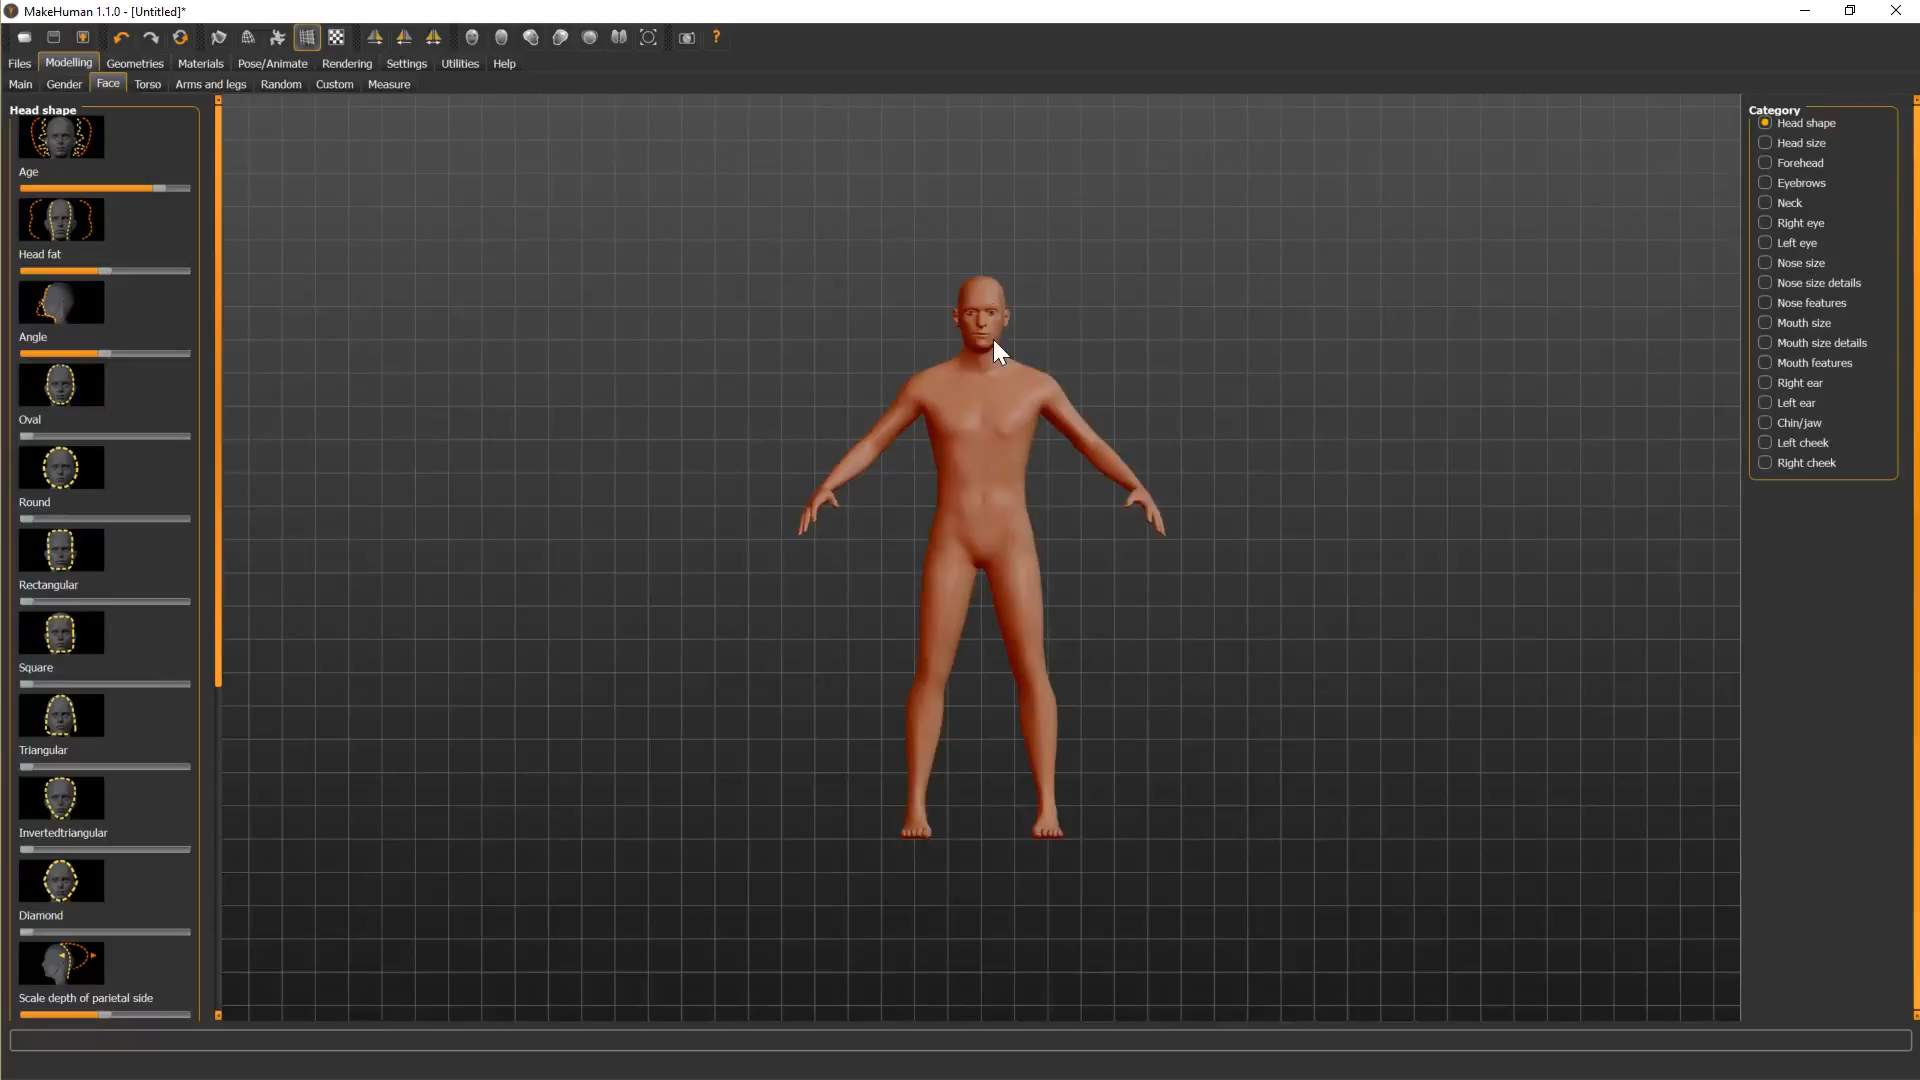 MakeHuman 1.1.0 - [Untitled]*
Files Modelling Geometries Materials Pose/Animate Rendering Settings Utilities Help
Main Gender Face Torso Arms and legs Random Custom Measure
Head shape
Age
Head fat
Angle
Oval
Round
Rectangular
Square
Triangular
Invertedtriangular
Diamond
Scale depth of parietal side
Category
Head shape
Head size
Forehead
Eyebrows
Neck
Right eye
Left eye
Nose size
Nose size details
Nose features
Mouth size
Mouth size details
Mouth features
Right ear
Left ear
Chin/jaw
Left cheek
Right cheek